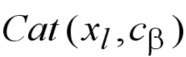 Cat(x_l, c_β)